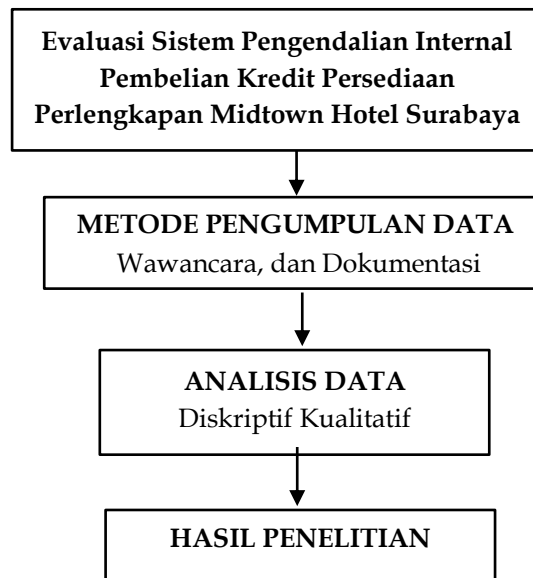 Evaluasi Sistem Pengendalian Internal
Pembelian Kredit Persediaan
Perlengkapan Midtown Hotel Surabaya
METODE PENGUMPULAN DATA
Wawancara, dan Dokumentasi
ANALISIS DATA
Diskriptif Kualitatif
HASIL PENELITIAN